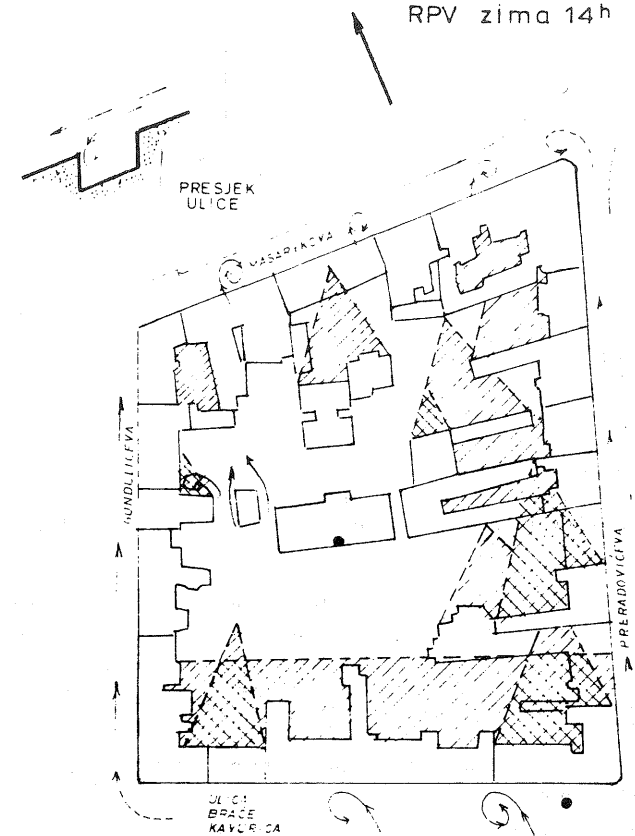 RPV zima 14h
PRESJEK
ULICE
MASARYKOVA
GUNDULIĆEVA
PRERADOVIĆEVA
ULICA
BRAĆE
KAVURIĆA